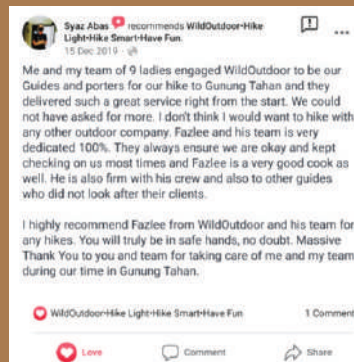 Syaz Abas recommends WildOutdoor-Hike
Light-Hike Smart-Have Fun.
15 Dec 2019
Me and my team of 9 ladies engaged WildOutdoor to be our
Guides and porters for our hike to Gunung Tahan and they
delivered such a great service right from the start. We could
not have asked for more. I don't think I would want to hike with
any other outdoor company. Fazlee and his team is very
dedicated 100%. They always ensure we are okay and kept
checking on us most times and Fazlee is a very good cook as
well. He is also firm with his crew and also to other guides
who did not look after their clients.
I highly recommend Fazlee from WildOutdoor and his team for
any hikes. You will truly be in safe hands, no doubt. Massive
Thank You to you and team for taking care of me and my team
during our time in Gunung Tahan.
WildOutdoor-Hike Light-Hike Smart-Have Fun 1 Comment
Love Comment Share